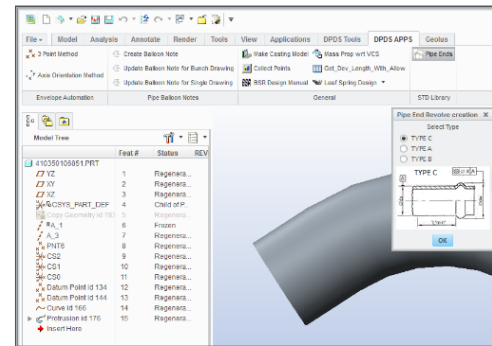 File Model Analysis Annotate Render Tools View Applications DPDS Tools DPDS APPS Geolus
3 Point Method
Axis Orientation Method
Envelope Automation
Create Balloon Note
Update Balloon Note for Bunch Drawing
Update Balloon Note for Single Drawing
Pipe Balloon Notes
Make Casting Model Mass Prop wrt VCS
Collect Points Get_Dev_Length_With_Allow
BSR Design Manual Leaf Spring Design
General
Pipe Ends
STD Library
Model Tree
Feat # Status REV
410350106851.PRT
YZ 1 Regenera...
XY 2 Regenera...
XZ 3 Regenera...
CSYS_PART_DEF 4 Child of P...
Copy Geometry id 5 Regenera...
A_1 6 Frozen
A_3 7 Regenera...
PNT6 8 Regenera...
CS2 9 Regenera...
CS1 10 Regenera...
CS0 11 Regenera...
Datum Point id 134 12 Regenera...
Datum Point id 144 13 Regenera...
Curve id 166 14 Regenera...
Protrusion id 176 15 Regenera...
Insert Here
Pipe End Revolve creation
Select Type
TYPE C
TYPE A
TYPE B
TYPE C
A
OK